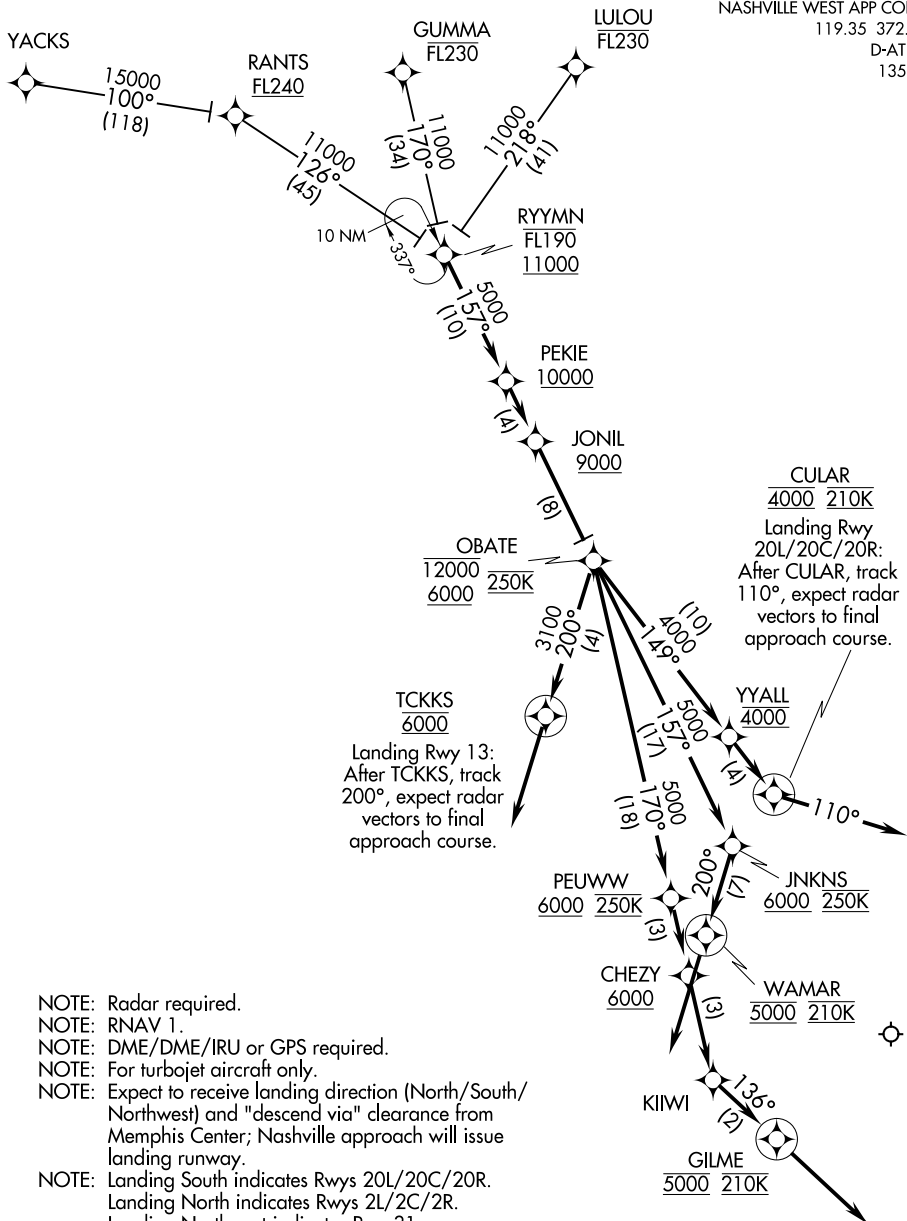 NASHVILLE WEST APP
119.35 372.
D-AT
135
YACKS
15000
100°
(118)
RANTS
FL240
11000
126°
(45)
GUMMA
FL230
11000
170°
(34)
LULOU
FL230
11000
218°
(41)
10 NM
337°
RYYMN
FL190
11000
5000
157°
(10)
PEKIE
10000
(4)
JONIL
9000
(8)
OBATE
12000
6000 250K
3100
200°
(4)
TCKKS
6000
Landing Rwy 13:
After TCKKS, track
200°, expect radar
vectors to final
approach course.
(10)
4000
149°
YYALL
4000
(4)
CULAR
4000 210K
Landing Rwy
20L/20C/20R:
After CULAR, track
110°, expect radar
vectors to final
approach course.
110°
5000
157°
(17)
JNKNS
6000 250K
200°
(7)
WAMAR
5000 210K
5000
170°
(18)
PEUWW
6000 250K
(3)
CHEZY
6000
(3)
KIIWI
136°
(2)
GILME
5000 210K
NOTE: Radar required.
NOTE: RNAV 1.
NOTE: DME/DME/IRU or GPS required.
NOTE: For turbojet aircraft only.
NOTE: Expect to receive landing direction (North/South/
Northwest) and "descend via" clearance from
Memphis Center; Nashville approach will issue
landing runway.
NOTE: Landing South indicates Rwys 20L/20C/20R.
Landing North indicates Rwys 2L/2C/2R.